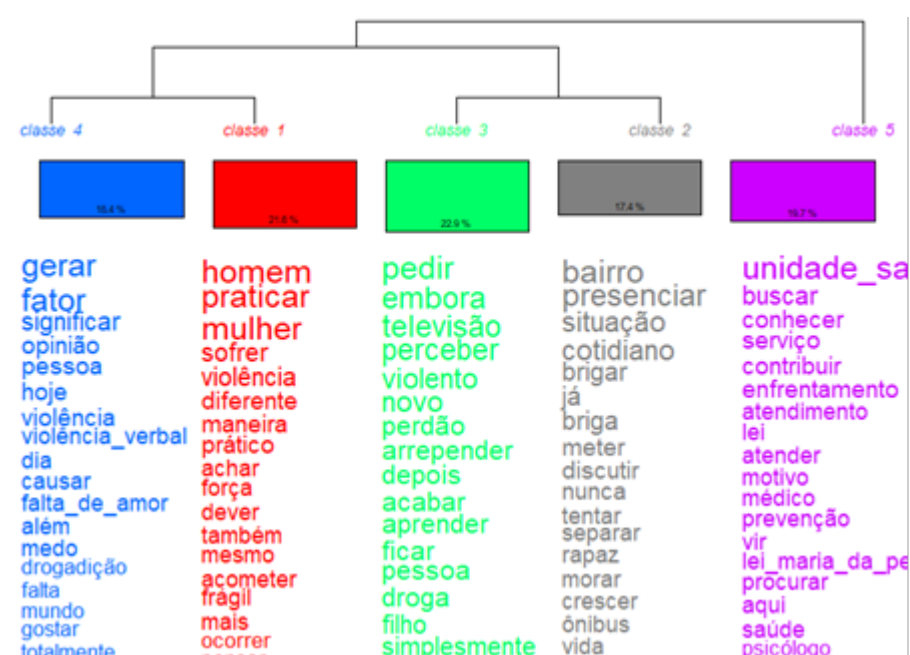 classe 4
classe 1
classe 3
classe 2
classe 5
18.4 %
21.6 %
22.9 %
17.4 %
19.7 %
gerar
fator
significar
opinião
pessoa
hoje
violência
violência_verbal
dia
causar
falta_de_amor
além
medo
drogadição
falta
mundo
gostar
totalmente
homem
praticar
mulher
sofrer
violência
diferente
maneira
prático
achar
força
dever
também
mesmo
acometer
frágil
mais
ocorrer
pedir
embora
televisão
perceber
violento
novo
perdão
arrepender
depois
acabar
aprender
ficar
pessoa
droga
filho
simplesmente
bairro
presenciar
situação
cotidiano
brigar
já
briga
meter
discutir
nunca
tentar
separar
rapaz
morar
crescer
ônibus
vida
unidade_sa
buscar
conhecer
serviço
contribuir
enfrentamento
atendimento
lei
atender
motivo
médico
prevenção
vir
lei_maria_da_pe
procurar
aqui
saúde
psicólogo